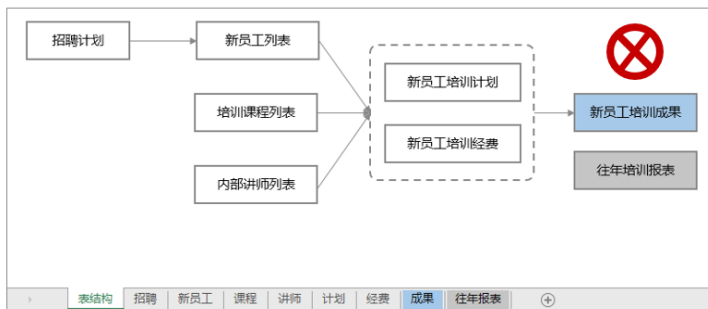 招聘计划
新员工列表
培训课程列表
内部讲师列表
新员工培训计划
新员工培训经费
新员工培训成果
往年培训报表
表结构 招聘 新员工 课程 讲师 计划 经费 成果 往年报表